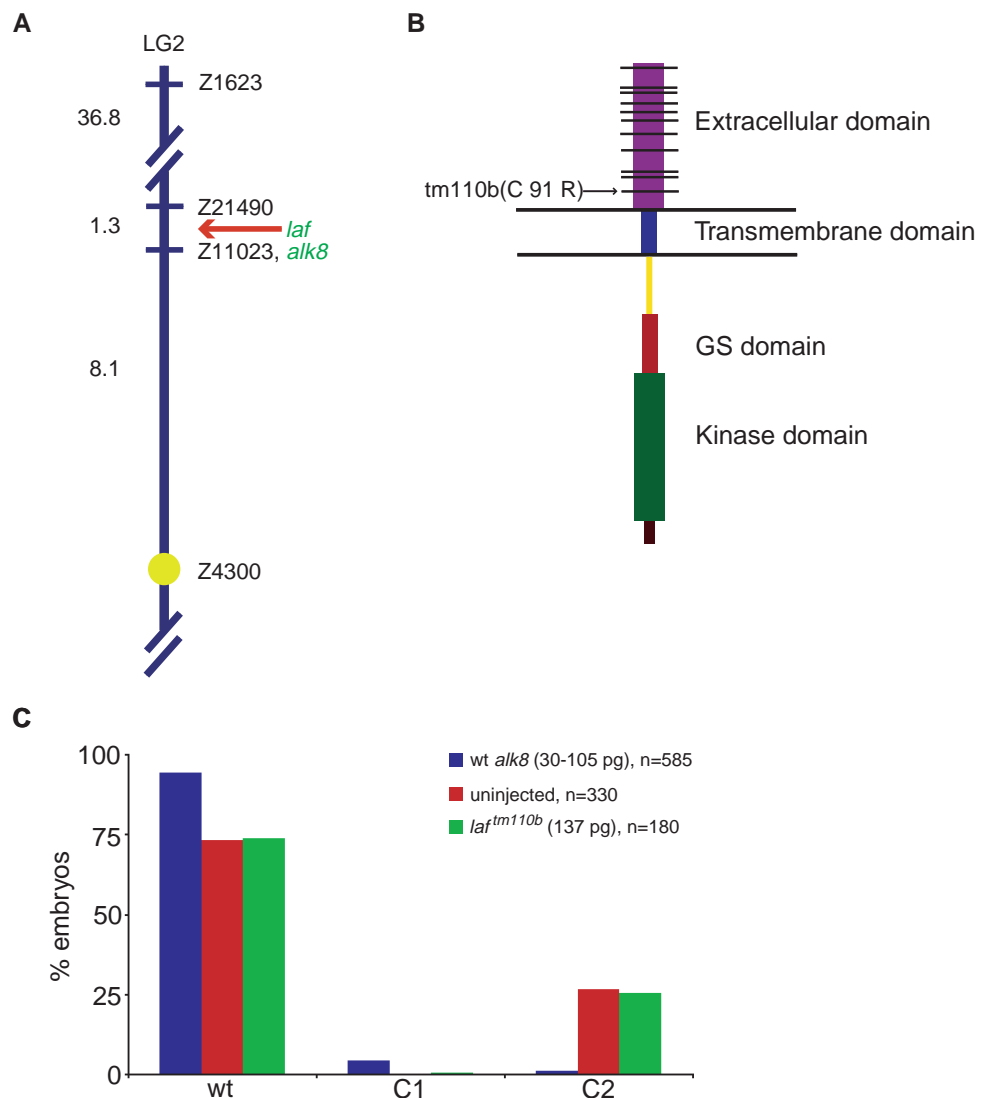 A
LG2
Z1623
36.8
Z21490
1.3
laf
Z11023, alk8
8.1
Z4300
B
Extracellular domain
tm110b(C 91 R)
Transmembrane domain
GS domain
Kinase domain
C
100
75
50
25
0
% embryos
wt alk8 (30-105 pg), n=585
uninjected, n=330
laf tm110b (137 pg), n=180
wt
C1
C2